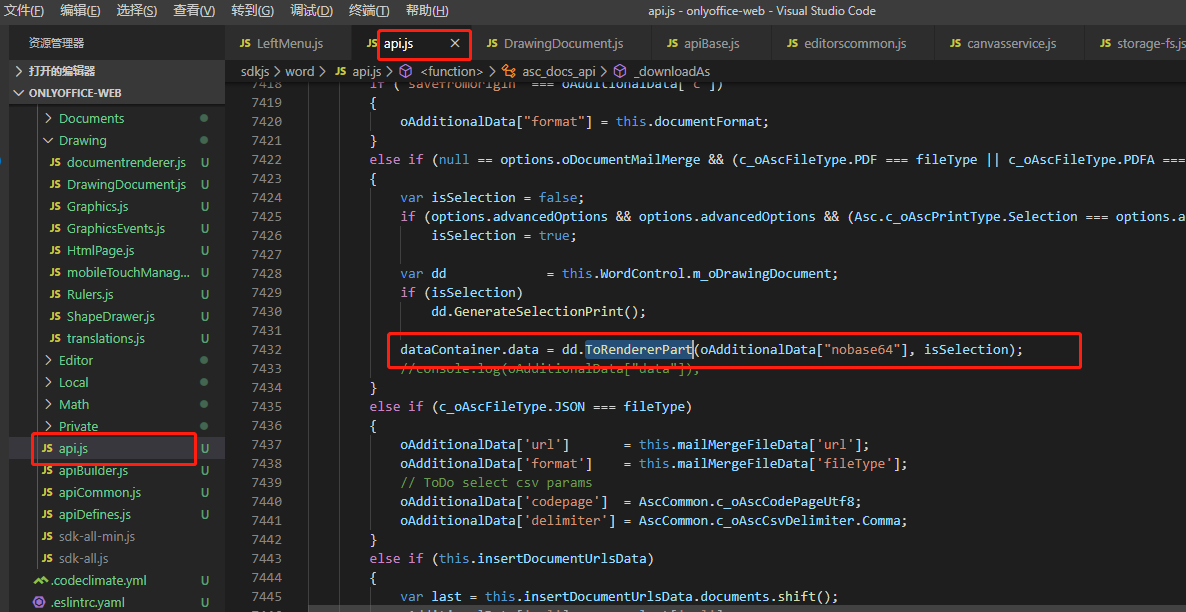 文件(F) 编辑(E) 选择(S) 查看(V) 转到(G) 调试(D) 终端(T) 帮助(H) api.js - onlyoffice-web - Visual Studio Code
资源管理器
JS LeftMenu.js JS api.js × JS DrawingDocument.js JS apiBase.js JS editorscommon.js JS canvasservice.js JS storage-fs.js
打开的编辑器
sdkjs > word > JS api.js > <function> > asc_docs_api > _downloadAs
ONLYOFFICE-WEB
Documents
Drawing
JS documentrenderer.js U
JS DrawingDocument.js U
JS Graphics.js U
JS GraphicsEvents.js U
JS HtmlPage.js U
JS mobileTouchManag... U
JS Rulers.js U
JS ShapeDrawer.js U
JS translations.js U
Editor
Local
Math
Private
JS api.js U
JS apiBuilder.js U
JS apiCommon.js U
JS apiDefines.js U
JS sdk-all-min.js
JS sdk-all.js
.codeclimate.yml U
.eslintrc.yaml U
7418 if ("savefromorigin" === oAdditionalData["c"])
7419 {
7420 oAdditionalData["format"] = this.documentFormat;
7421 }
7422 else if (null == options.oDocumentMailMerge && (c_oAscFileType.PDF === fileType || c_oAscFileType.PDFA ===
7423 {
7424 var isSelection = false;
7425 if (options.advancedOptions && options.advancedOptions && (Asc.c_oAscPrintType.Selection === options.a
7426 isSelection = true;
7427
7428 var dd = this.WordControl.m_oDrawingDocument;
7429 if (isSelection)
7430 dd.GenerateSelectionPrint();
7431
7432 dataContainer.data = dd.ToRendererPart(oAdditionalData["nobase64"], isSelection);
7433 //console.log(oAdditionalData["data"]);
7434 }
7435 else if (c_oAscFileType.JSON === fileType)
7436 {
7437 oAdditionalData['url'] = this.mailMergeFileData['url'];
7438 oAdditionalData['format'] = this.mailMergeFileData['fileType'];
7439 // ToDo select csv params
7440 oAdditionalData['codepage'] = AscCommon.c_oAscCodePageUtf8;
7441 oAdditionalData['delimiter'] = AscCommon.c_oAscCsvDelimiter.Comma;
7442 }
7443 else if (this.insertDocumentUrlsData)
7444 {
7445 var last = this.insertDocumentUrlsData.documents.shift();